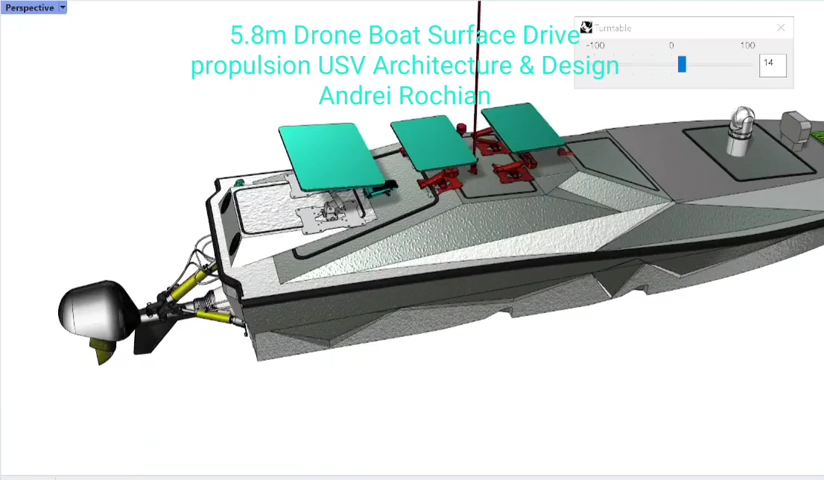 Perspective
5.8m Drone Boat Surface Drive
propulsion USV Architecture & Design
Andrei Rochian
Turntable
-100 0 100
14